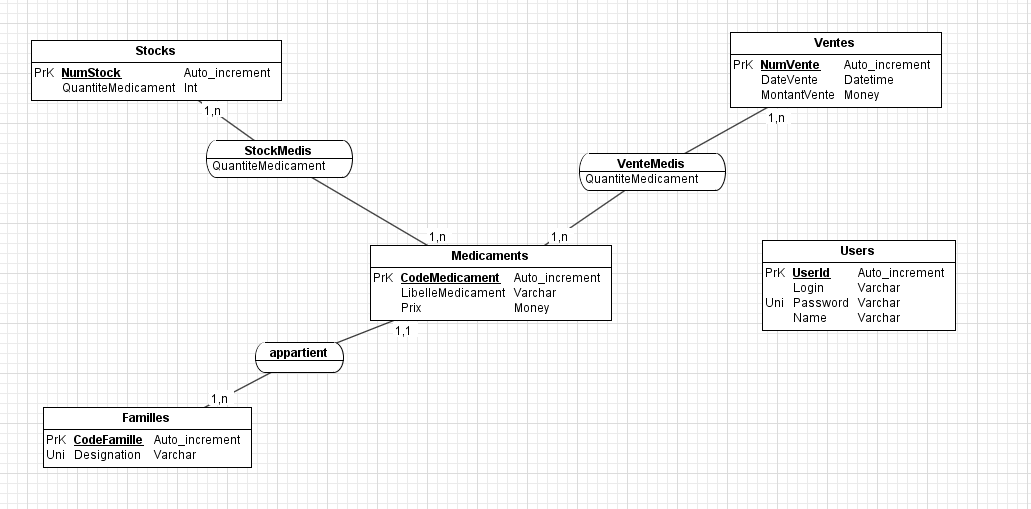 Stocks
PrK NumStock Auto_increment
QuantiteMedicament Int
1,n
StockMedis
QuantiteMedicament
1,n
Ventes
PrK NumVente Auto_increment
DateVente Datetime
MontantVente Money
1,n
VenteMedis
QuantiteMedicament
1,n
Medicaments
PrK CodeMedicament Auto_increment
LibelleMedicament Varchar
Prix Money
1,1
Users
PrK UserId Auto_increment
Login Varchar
Uni Password Varchar
Name Varchar
appartient
1,n
Familles
PrK CodeFamille Auto_increment
Uni Designation Varchar